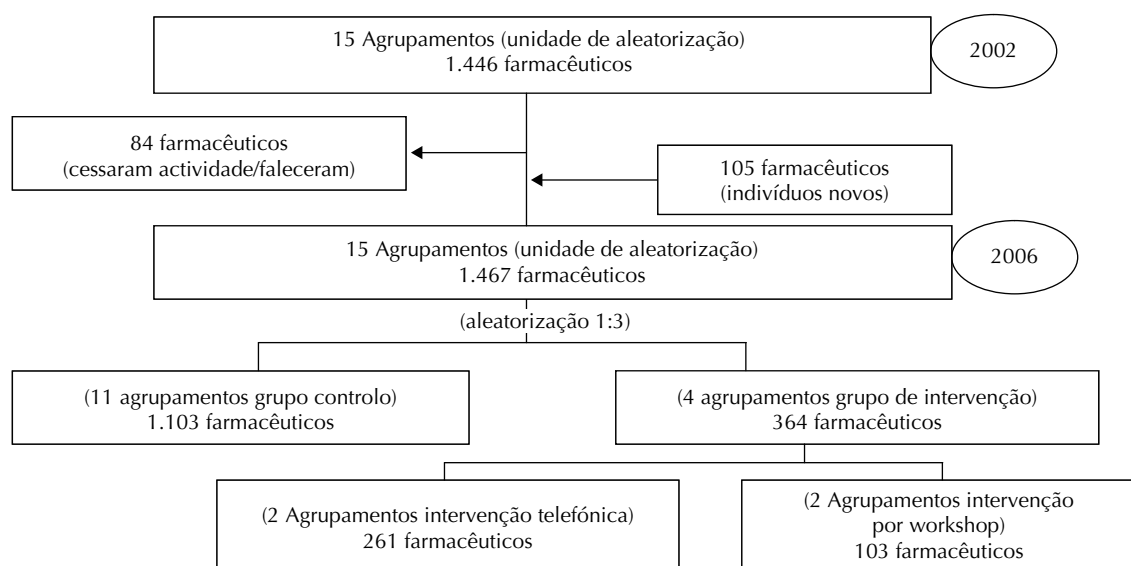 15 Agrupamentos (unidade de aleatorização)
1.446 farmacêuticos
2002
84 farmacêuticos
(cessaram actividade/faleceram)
105 farmacêuticos
(indivíduos novos)
15 Agrupamentos (unidade de aleatorização)
1.467 farmacêuticos
2006
(aleatorização 1:3)
(11 agrupamentos grupo controlo)
1.103 farmacêuticos
(4 agrupamentos grupo de intervenção)
364 farmacêuticos
(2 Agrupamentos intervenção telefónica)
261 farmacêuticos
(2 Agrupamentos intervenção
por workshop)
103 farmacêuticos